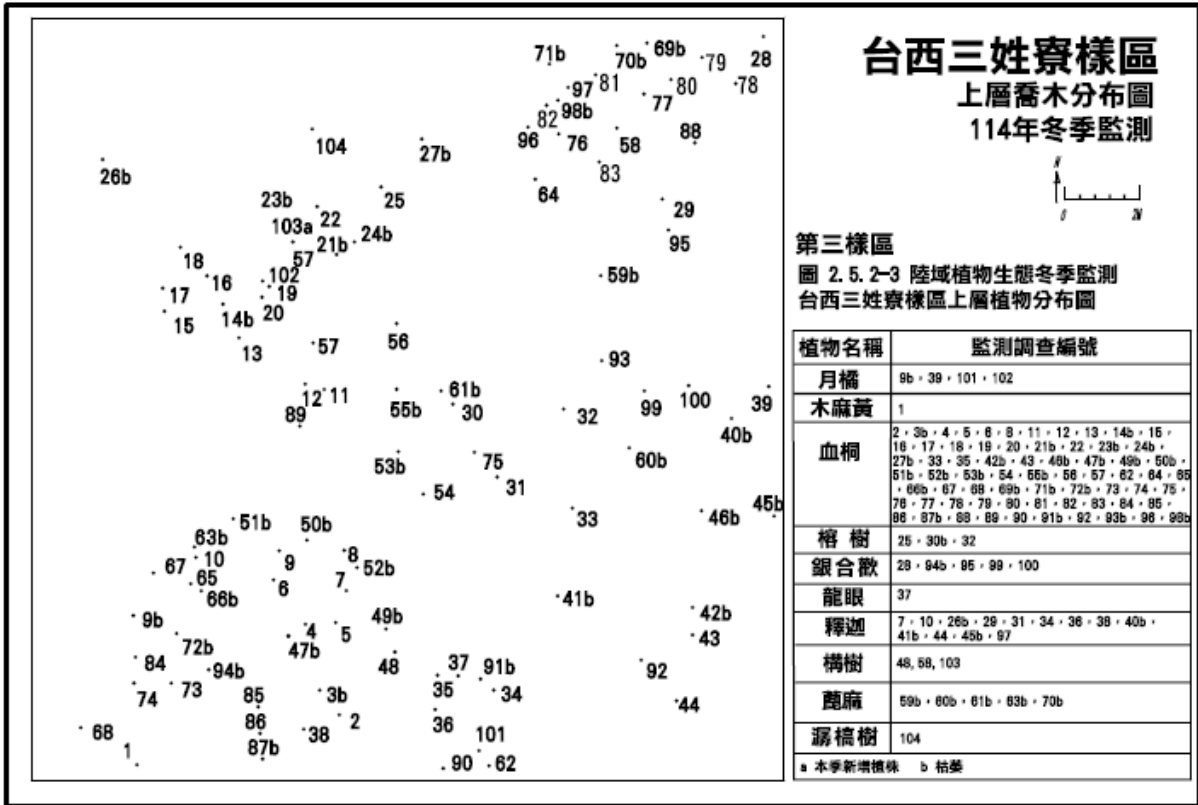 71b
69b
70b
79
28
81
80
78
97
77
98b
82
96
76
58
88
104
27b
83
26b
64
25
23b
22
29
103a
24b
21b
95
18
57
16
102
59b
17
19
20
14b
15
13
57
56
93
12
11
61b
89
55b
30
32
99
100
39
40b
53b
75
60b
54
31
45b
33
46b
51b
50b
63b
10
9
8
67
52b
65
6
7
66b
41b
9b
49b
42b
4
5
43
72b
47b
84
48
94b
37
91b
92
74
73
85
3b
35
34
44
86
2
36
68
38
101
1
87b
90
62
台西三姓寮樣區
上層喬木分布圖
114年冬季監測
N
0 2M
第三樣區
圖 2.5.2-3 陸域植物生態冬季監測
台西三姓寮樣區上層植物分布圖
植物名稱 監測調查編號
月橘 9b，39，101，102
木麻黃 1
血桐 2，3b，4，5，6，8，11，12，13，14b，15，
16，17，18，19，20，21b，22，23b，24b，
27b，33，35，42b，43，46b，47b，49b，50b，
51b，52b，53b，54，55b，56，57，62，64，65
，66b，67，68，69b，71b，72b，73，74，75，
76，77，78，79，80，81，82，83，84，85，
86，87b，88，89，90，91b，92，93b，96，98b
榕 樹 25，30b，32
銀合歡 28，94b，95，99，100
龍眼 37
釋迦 7，10，26b，29，31，34，36，38，40b，
41b，44，45b，97
構樹 48, 58, 103
蓖麻 59b，60b，61b，63b，70b
潺槁樹 104
a 本季新增植株 b 枯萎